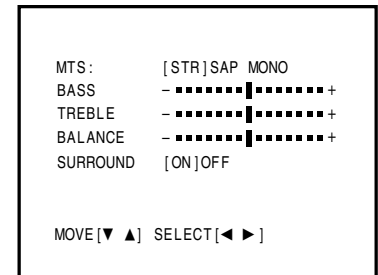 MTS: [STR]SAP MONO
BASS – ▪▪▪▪▪▪▪▌▪▪▪▪▪▪▪ +
TREBLE – ▪▪▪▪▪▪▪▌▪▪▪▪▪▪▪ +
BALANCE – ▪▪▪▪▪▪▪▌▪▪▪▪▪▪▪ +
SURROUND [ON]OFF
MOVE[▼ ▲] SELECT[◀ ▶]